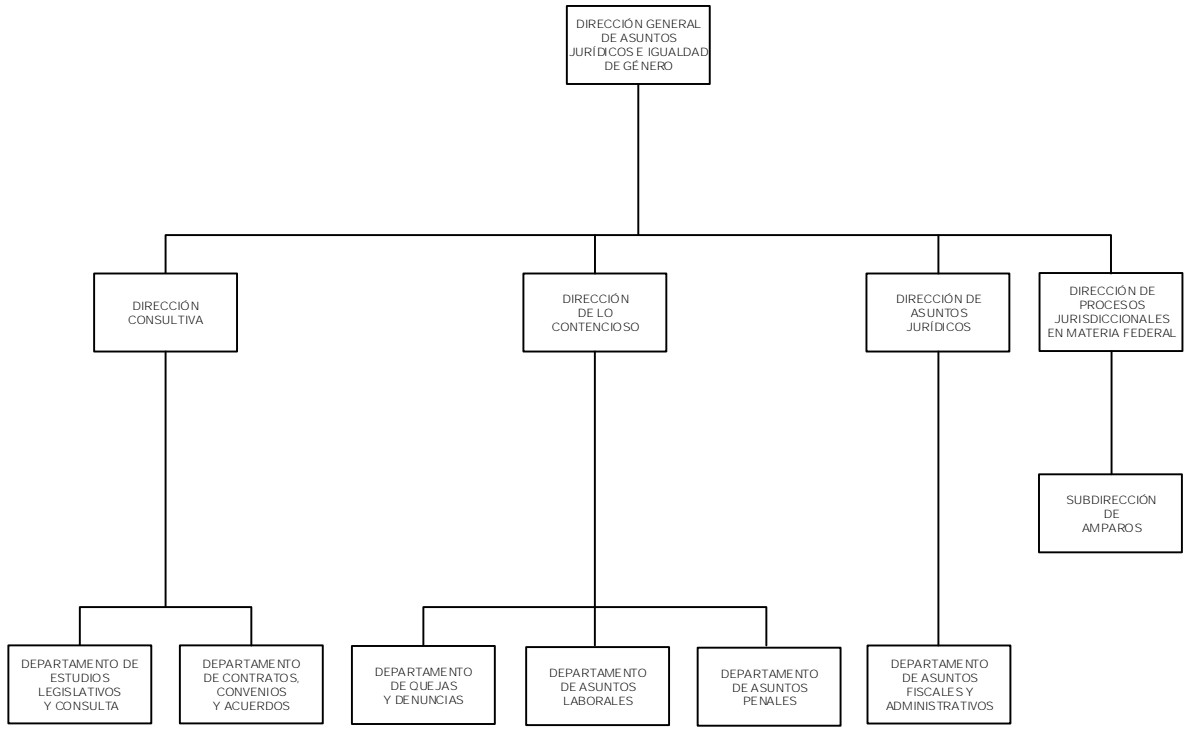 DIRECCIÓN GENERAL
DE ASUNTOS
JURÍDICOS E IGUALDAD
DE GÉNERO
DIRECCIÓN
CONSULTIVA
DIRECCIÓN
DE LO
CONTENCIOSO
DIRECCIÓN DE
ASUNTOS
JURÍDICOS
DIRECCIÓN DE
PROCESOS
JURISDICCIONALES
EN MATERIA FEDERAL
SUBDIRECCIÓN
DE
AMPAROS
DEPARTAMENTO DE
ESTUDIOS
LEGISLATIVOS
Y CONSULTA
DEPARTAMENTO
DE CONTRATOS,
CONVENIOS
Y ACUERDOS
DEPARTAMENTO
DE QUEJAS
Y DENUNCIAS
DEPARTAMENTO
DE ASUNTOS
LABORALES
DEPARTAMENTO
DE ASUNTOS
PENALES
DEPARTAMENTO
DE ASUNTOS
FISCALES Y
ADMINISTRATIVOS